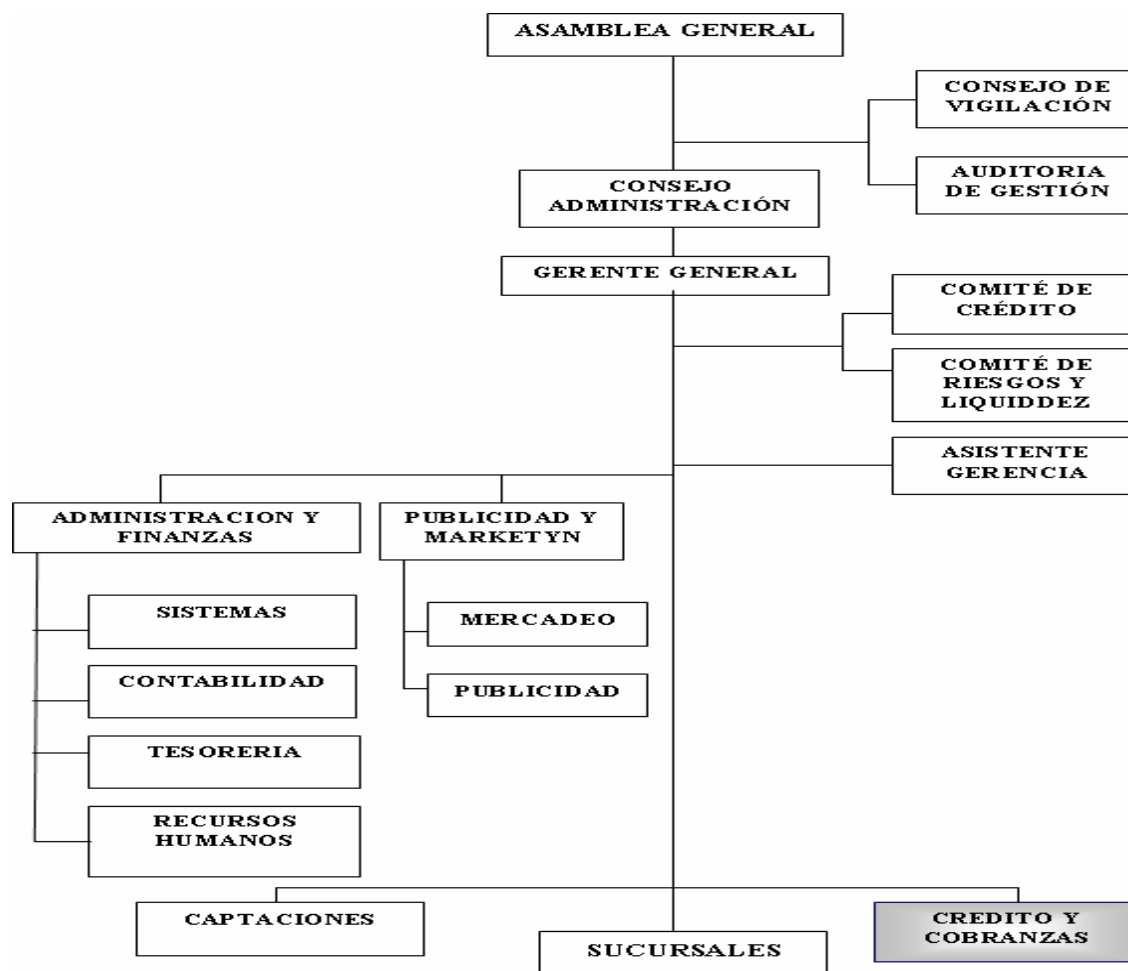 ASAMBLEA GENERAL
CONSEJO DE
VIGILACIÓN
AUDITORIA
DE GESTIÓN
CONSEJO
ADMINISTRACIÓN
GERENTE GENERAL
COMITÉ DE
CRÉDITO
COMITÉ DE
RIESGOS Y
LIQUIDDEZ
ASISTENTE
GERENCIA
ADMINISTRACION Y
FINANZAS
PUBLICIDAD Y
MARKETYN
SISTEMAS
MERCADEO
CONTABILIDAD
PUBLICIDAD
TESORERIA
RECURSOS
HUMANOS
CAPTACIONES
SUCURSALES
CREDITO Y
COBRANZAS